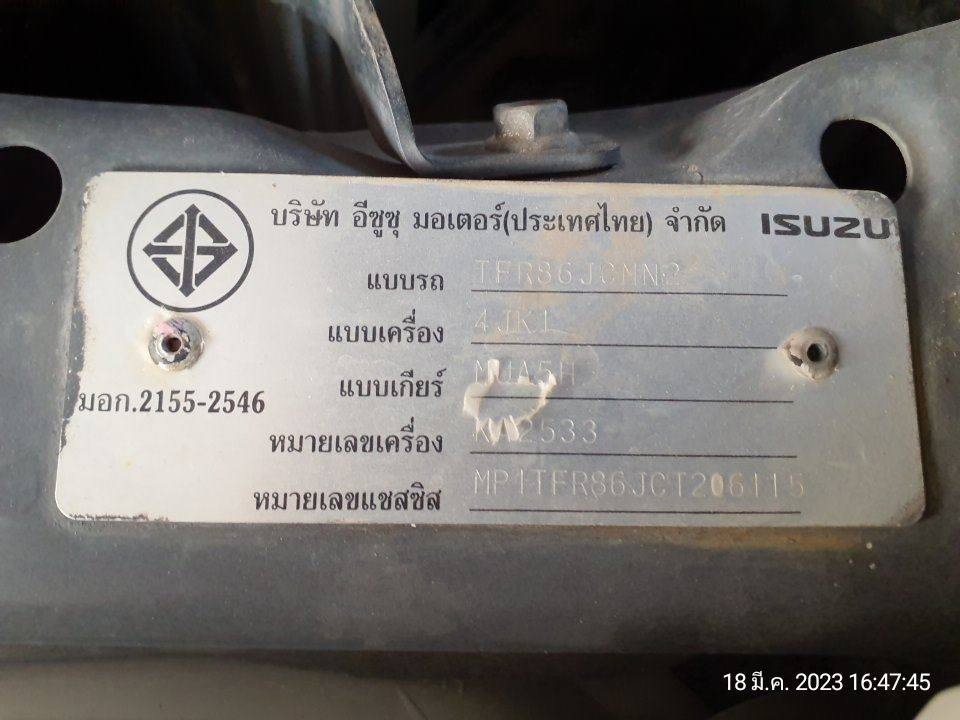 บริษัท อีซูซุ มอเตอร์(ประเทศไทย) จำกัด ISUZU
แบบรถ TFR86JCMN2
แบบเครื่อง 4JK1
แบบเกียร์ MUA5H
มอก.2155-2546
หมายเลขเครื่อง
หมายเลขแชสซิส MP1TFR86JCT206115
18 มี.ค. 2023 16:47:45